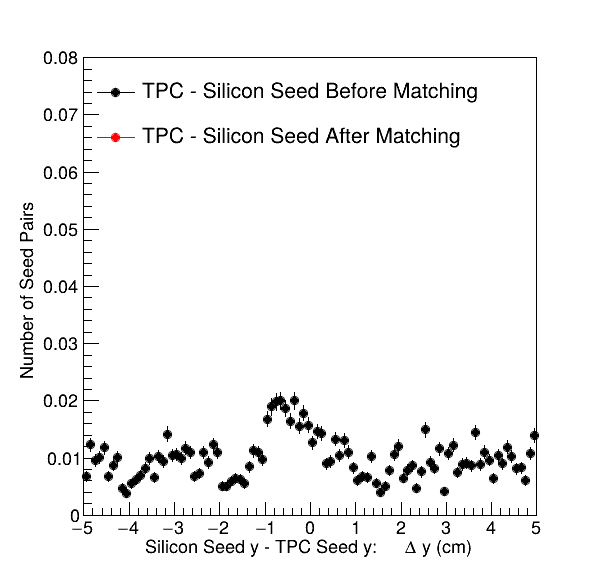 0.08
TPC - Silicon Seed Before Matching
0.07
TPC - Silicon Seed After Matching
0.06
0.05
0.04
0.03
0.02
0.01
0
Number of Seed Pairs
−5 −4 −3 −2 −1 0 1 2 3 4 5
Silicon Seed y - TPC Seed y: Δ y (cm)